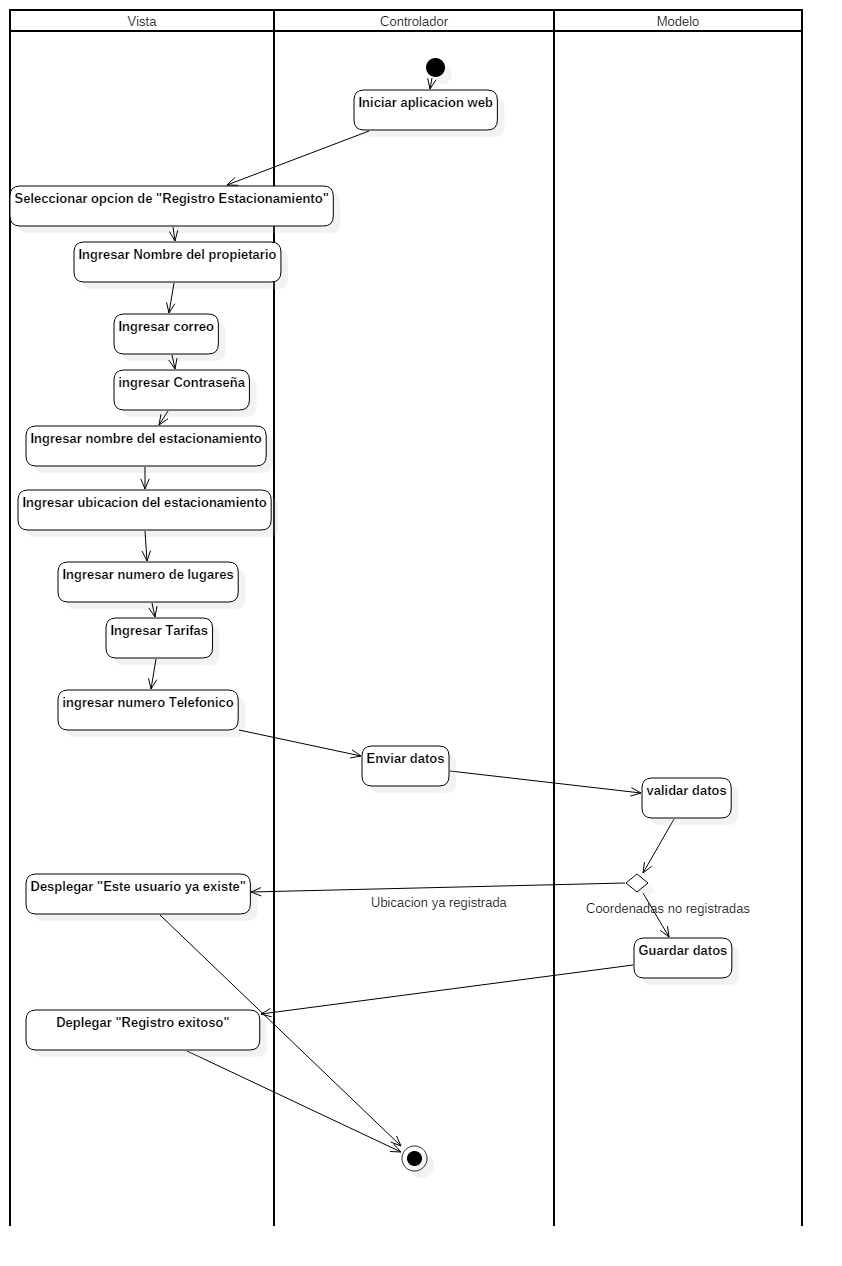 Vista
Controlador
Modelo
Iniciar aplicacion web
Seleccionar opcion de "Registro Estacionamiento"
Ingresar Nombre del propietario
Ingresar correo
ingresar Contraseña
Ingresar nombre del estacionamiento
Ingresar ubicacion del estacionamiento
Ingresar numero de lugares
Ingresar Tarifas
ingresar numero Telefonico
Enviar datos
validar datos
Desplegar "Este usuario ya existe"
Ubicacion ya registrada
Coordenadas no registradas
Guardar datos
Deplegar "Registro exitoso"